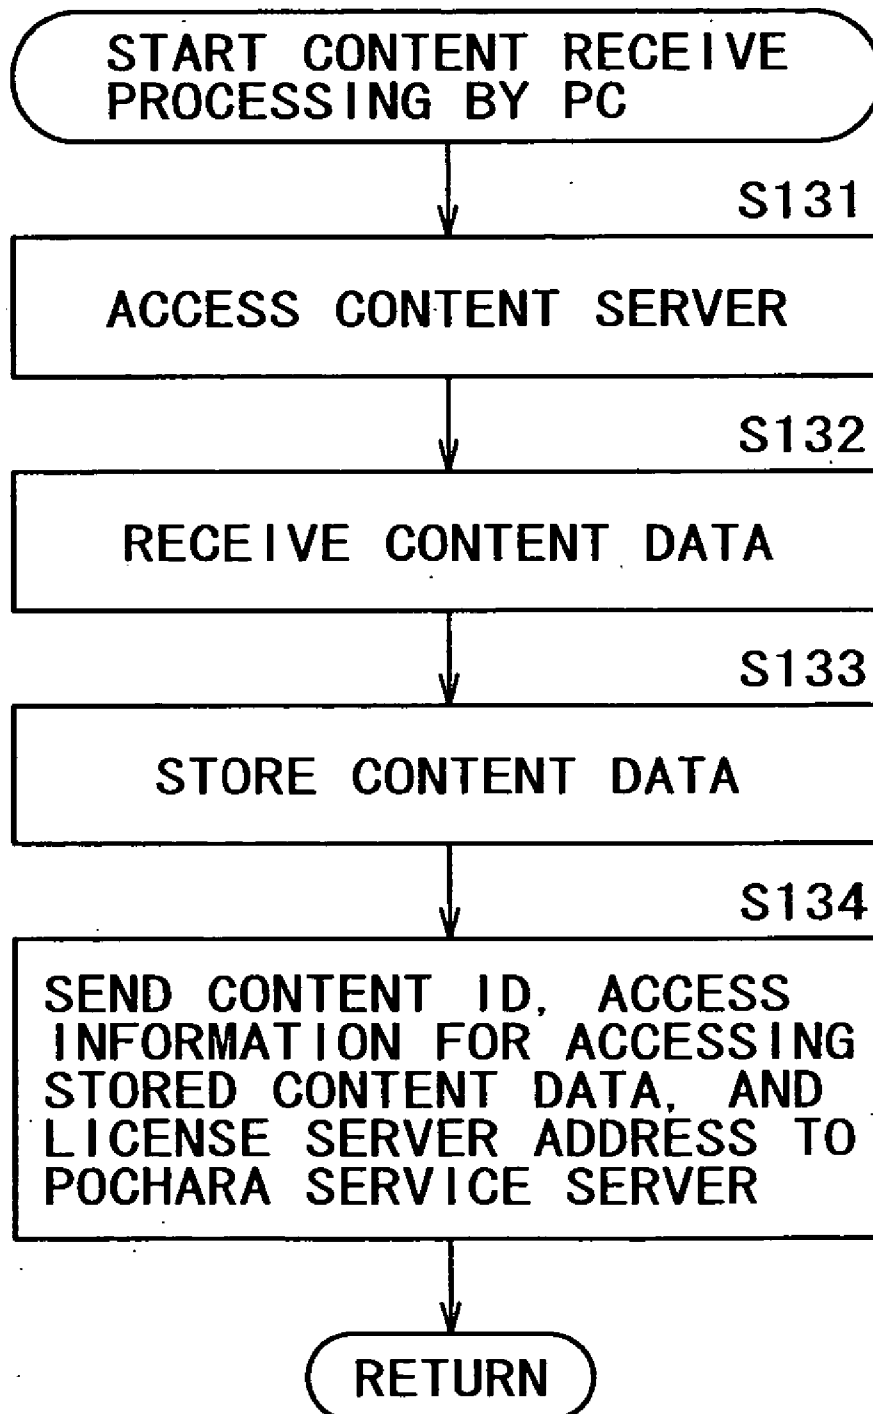 START CONTENT RECEIVE
PROCESSING BY PC
S131
ACCESS CONTENT SERVER
S132
RECEIVE CONTENT DATA
S133
STORE CONTENT DATA
S134
SEND CONTENT ID, ACCESS
INFORMATION FOR ACCESSING
STORED CONTENT DATA, AND
LICENSE SERVER ADDRESS TO
POCHARA SERVICE SERVER
RETURN